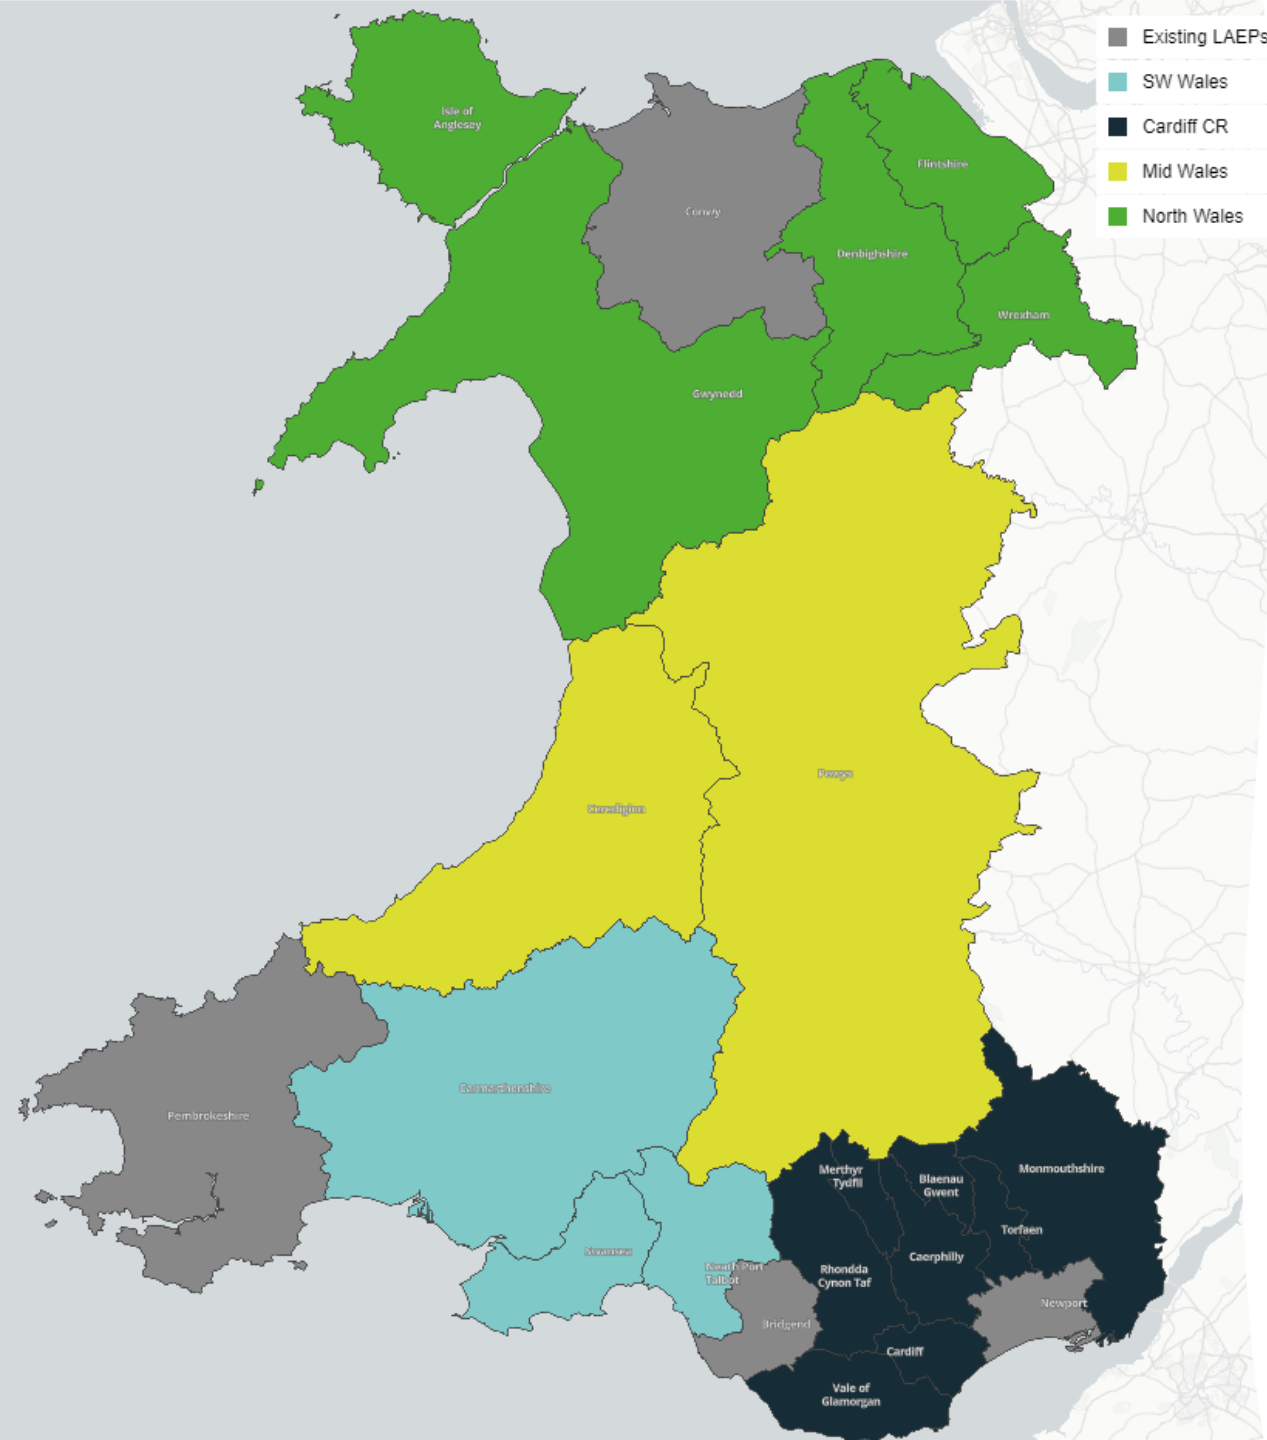 Existing LAEPs
SW Wales
Cardiff CR
Mid Wales
North Wales
Isle of
Anglesey
Flintshire
Conwy
Denbighshire
Wrexham
Gwynedd
Powys
Ceredigion
Carmarthenshire
Pembrokeshire
Merthyr
Tydfil
Blaenau
Gwent
Monmouthshire
Torfaen
Swansea
Neath Port
Talbot
Caerphilly
Rhondda
Cynon Taf
Newport
Bridgend
Cardiff
Vale of
Glamorgan